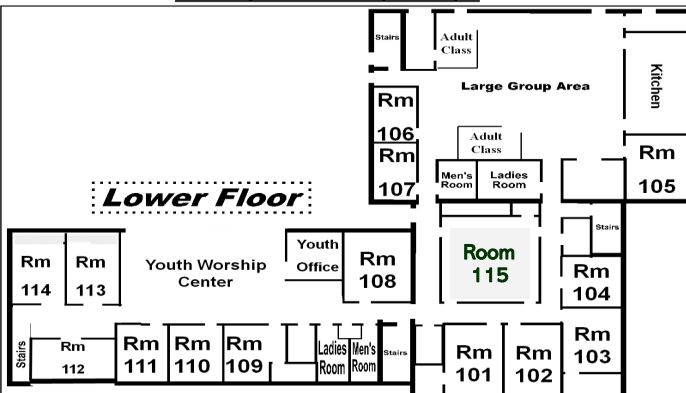 Stairs
Adult
Class
Large Group Area
Kitchen
Rm
106
Adult
Class
Rm
107
Men's
Room
Ladies
Room
Rm
105
Lower Floor
Stairs
Rm
114
Rm
113
Youth Worship
Center
Youth
Office
Rm
108
Room
115
Rm
104
Stairs
Rm
112
Rm
111
Rm
110
Rm
109
Ladies
Room
Men's
Room
Stairs
Rm
101
Rm
102
Rm
103